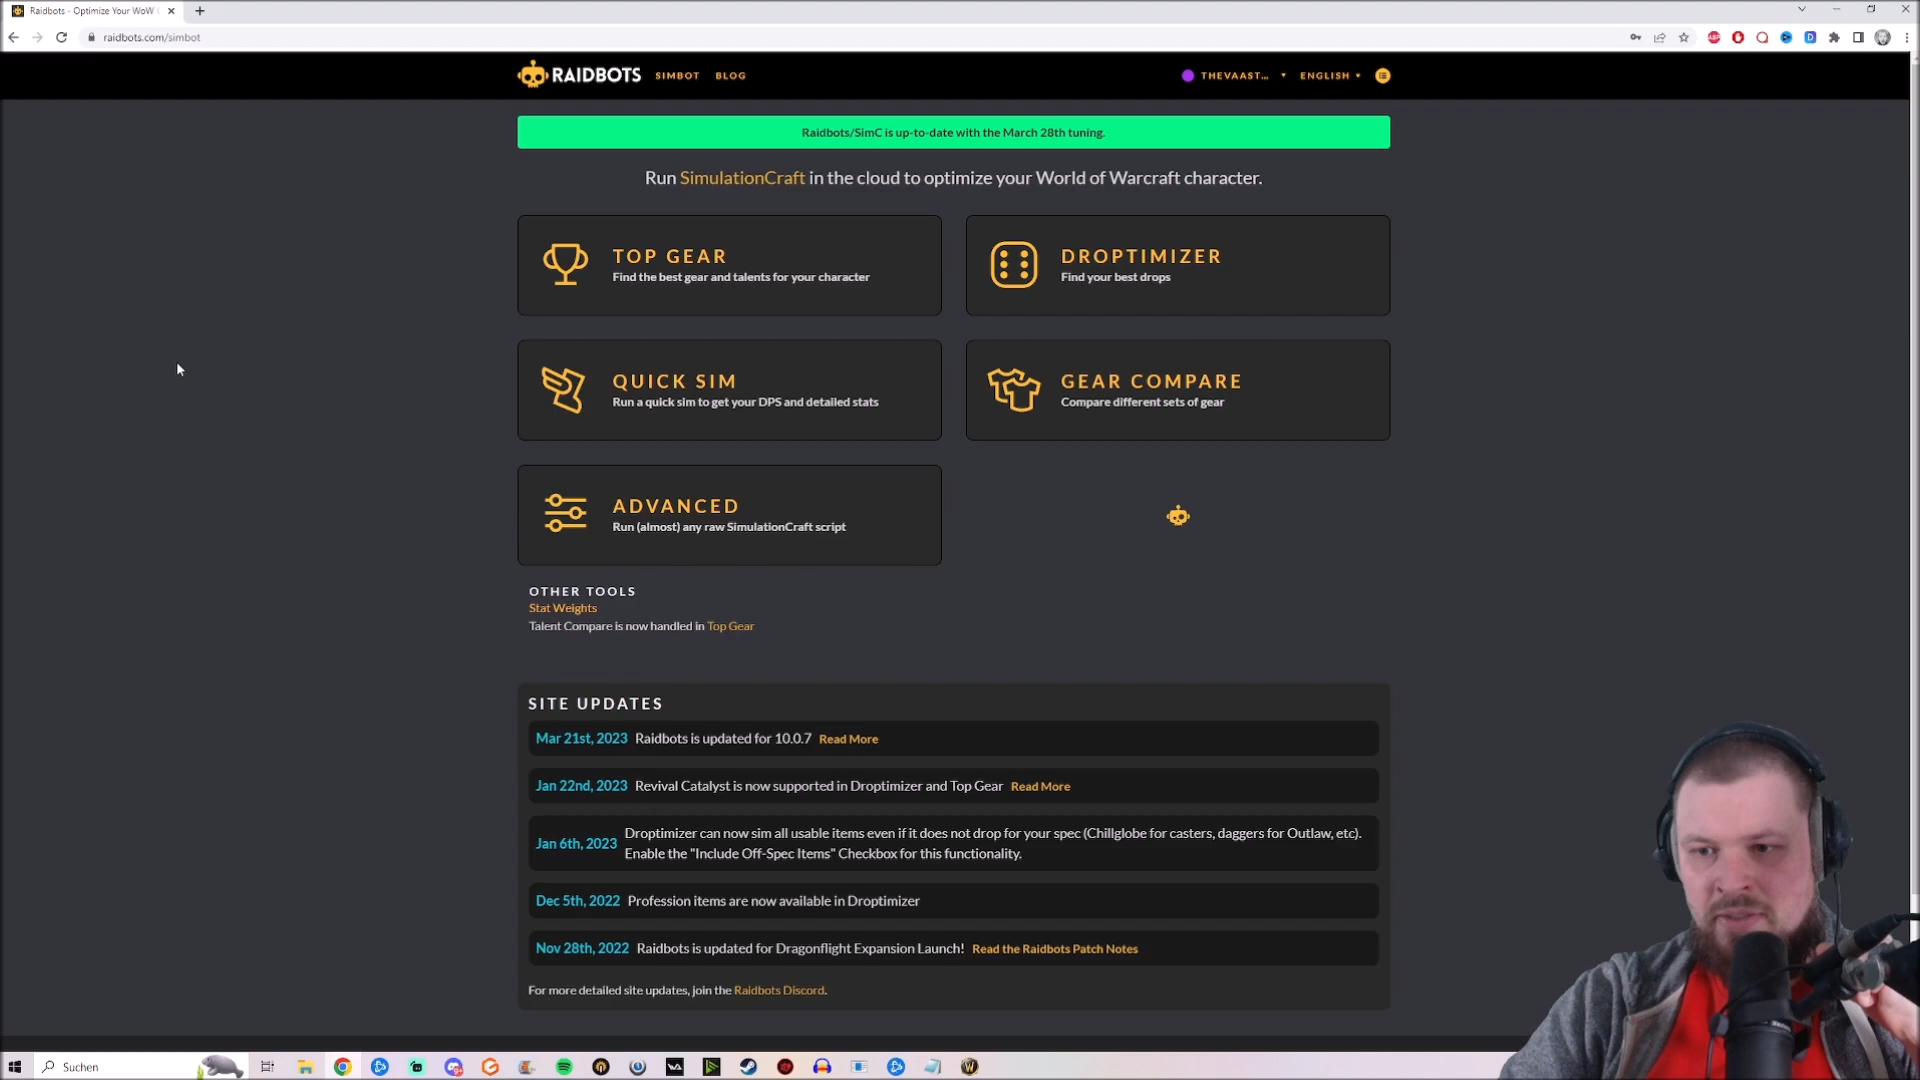 Raidbots - Optimize Your WoW
raidbots.com/simbot
RAIDBOTS SIMBOT BLOG THEVAAST... ENGLISH
Raidbots/SimC is up-to-date with the March 28th tuning.
Run SimulationCraft in the cloud to optimize your World of Warcraft character.
TOP GEAR
Find the best gear and talents for your character
DROPTIMIZER
Find your best drops
QUICK SIM
Run a quick sim to get your DPS and detailed stats
GEAR COMPARE
Compare different sets of gear
ADVANCED
Run (almost) any raw SimulationCraft script
OTHER TOOLS
Stat Weights
Talent Compare is now handled in Top Gear
SITE UPDATES
Mar 21st, 2023 Raidbots is updated for 10.0.7 Read More
Jan 22nd, 2023 Revival Catalyst is now supported in Droptimizer and Top Gear Read More
Jan 6th, 2023 Droptimizer can now sim all usable items even if it does not drop for your spec (Chillglobe for casters, daggers for Outlaw, etc).
Enable the "Include Off-Spec Items" Checkbox for this functionality.
Dec 5th, 2022 Profession items are now available in Droptimizer
Nov 28th, 2022 Raidbots is updated for Dragonflight Expansion Launch! Read the Raidbots Patch Notes
For more detailed site updates, join the Raidbots Discord.
Suchen